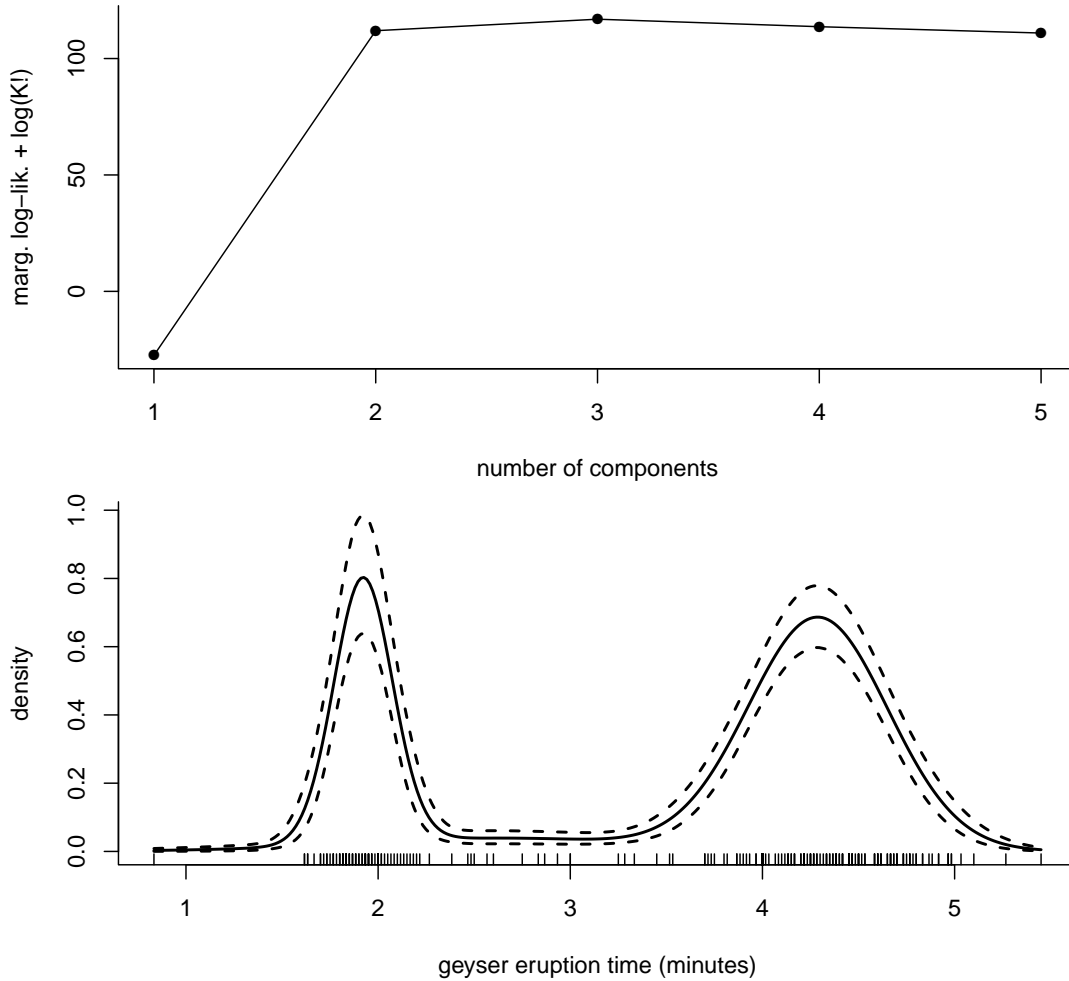 marg. log−lik. + log(K!)
100
50
0
1 2 3 4 5
number of components
density
1.0
0.8
0.6
0.4
0.2
0.0
1 2 3 4 5
geyser eruption time (minutes)